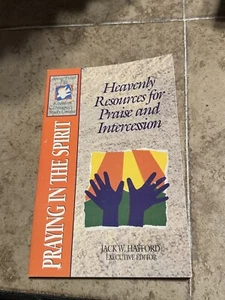 Heavenly
Resources for
Praise and
Intercession
PRAYING IN THE SPIRIT
JACK W. HAYFORD
EXECUTIVE EDITOR